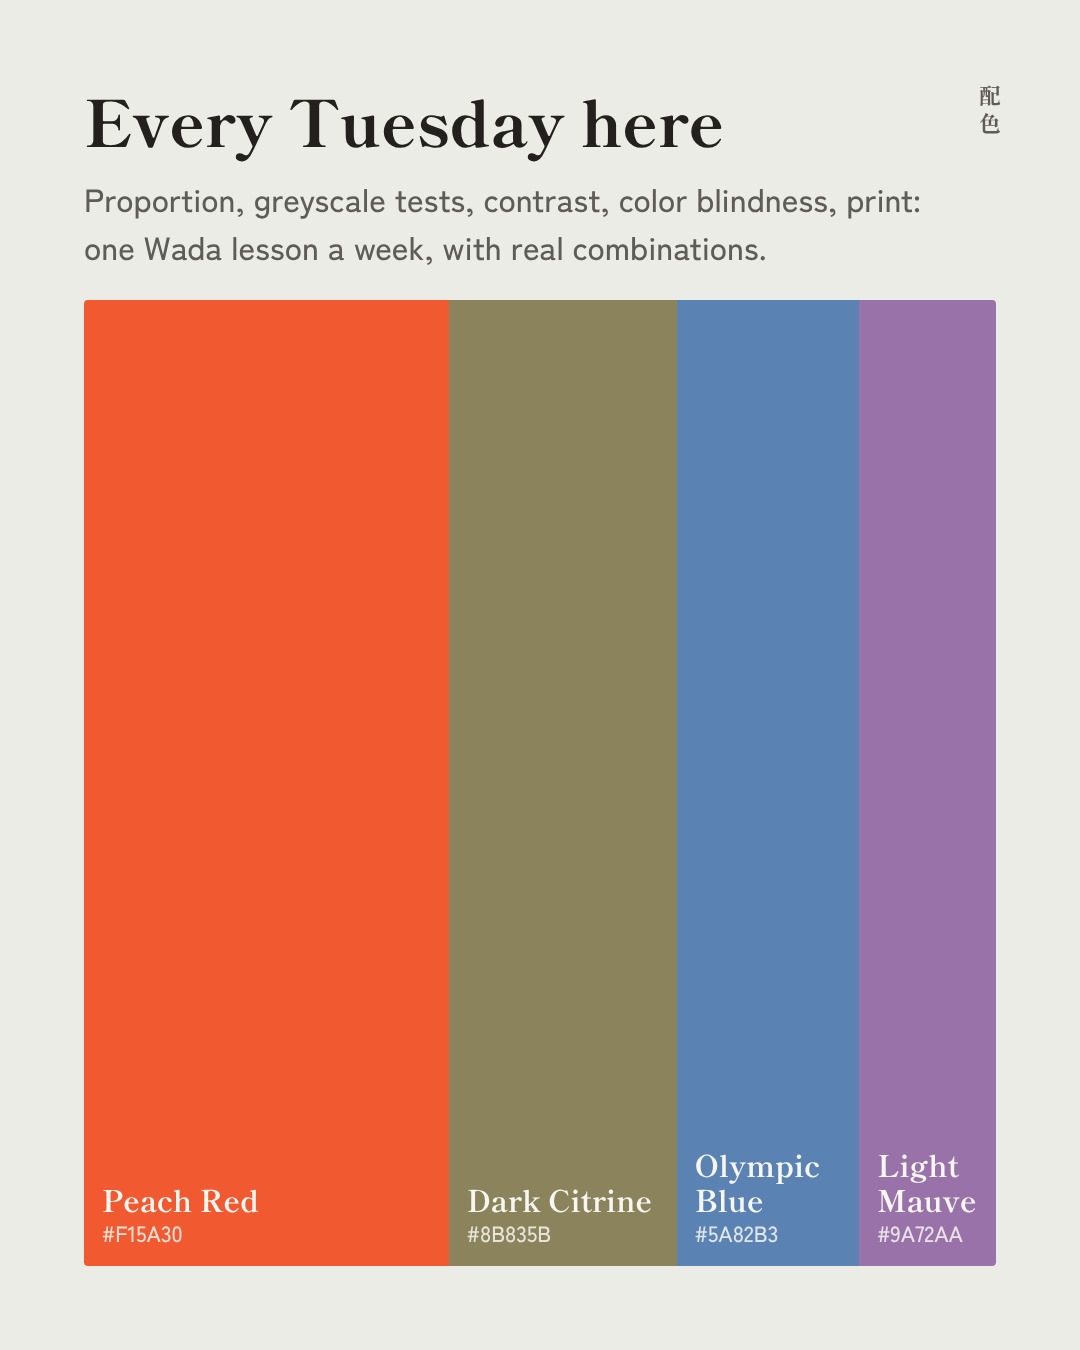 Every Tuesday here
配色
Proportion, greyscale tests, contrast, color blindness, print:
one Wada lesson a week, with real combinations.
Peach Red
#F15A30
Dark Citrine
#8B835B
Olympic
Blue
#5A82B3
Light
Mauve
#9A72AA